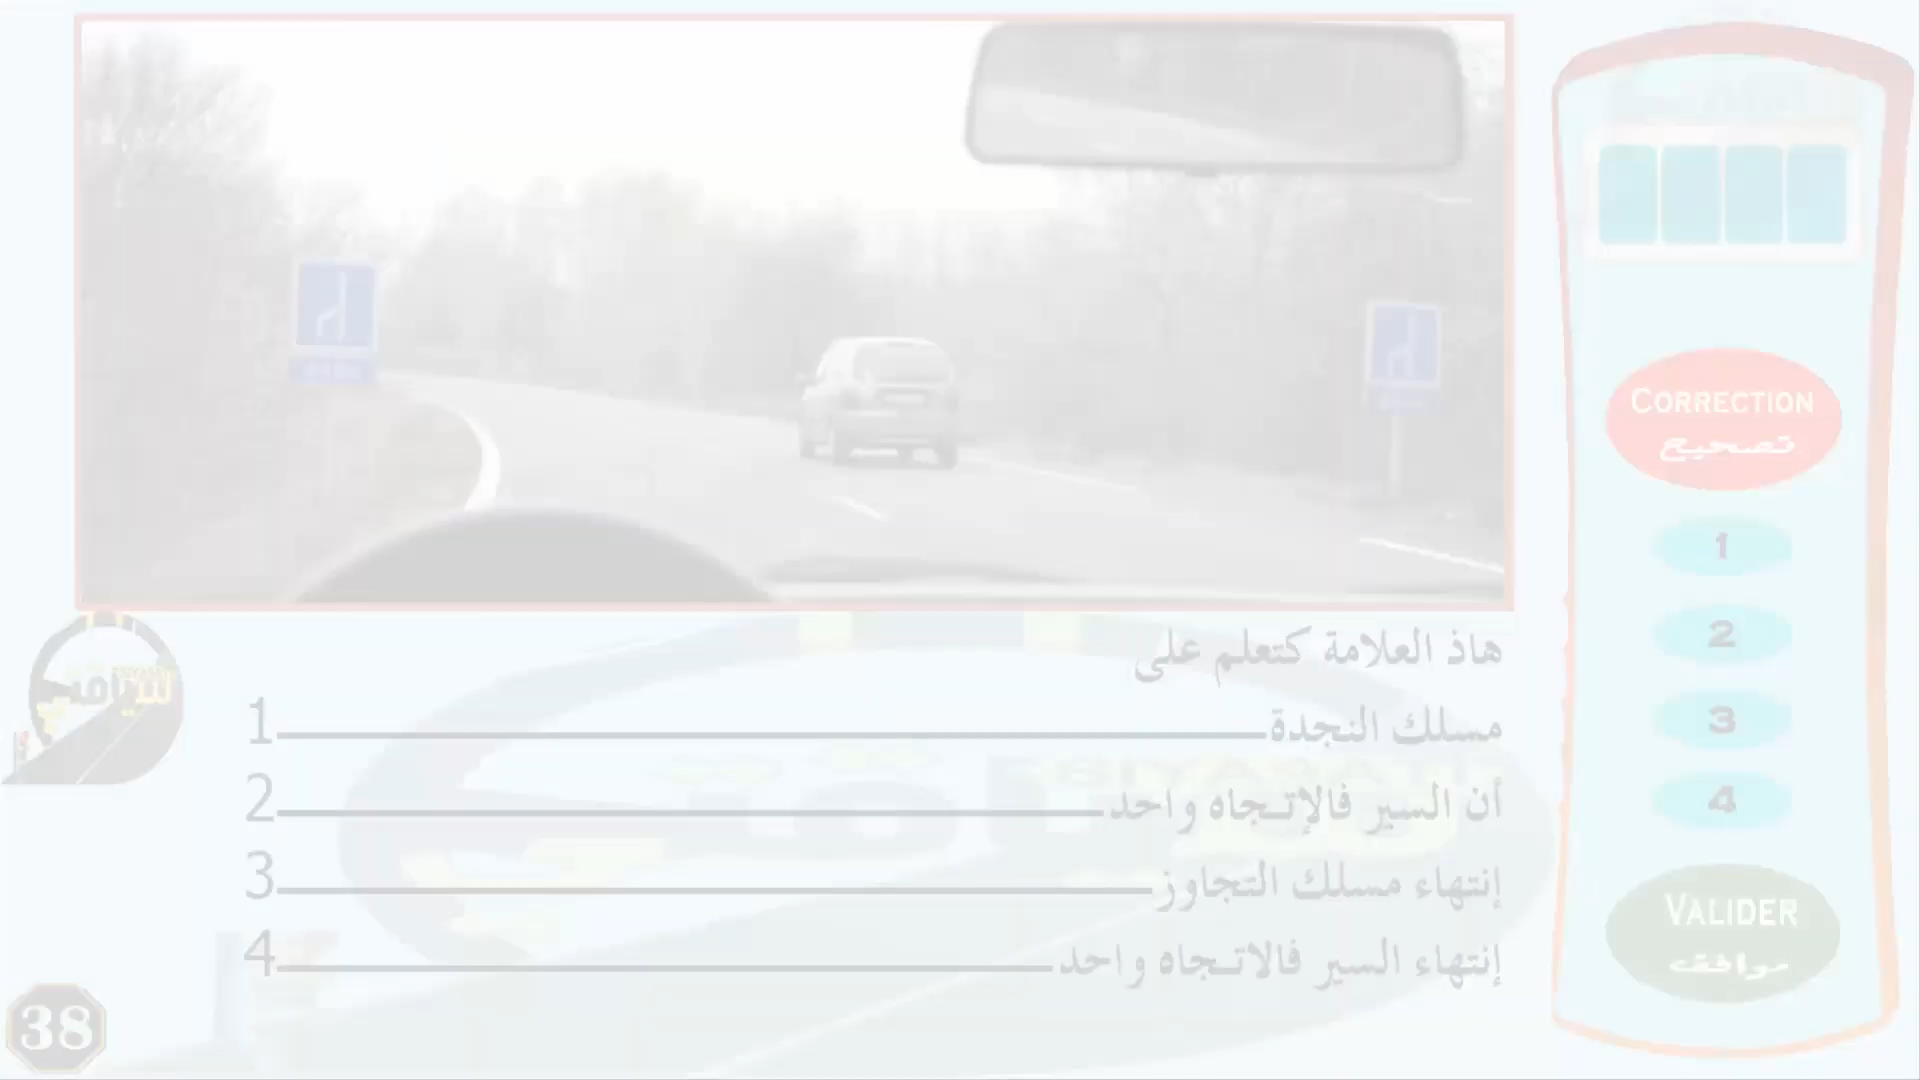 هاذ العلامة كتعلم على
مسلك النجدة 1
أن السير فالإتجاه واحد 2
إنتهاء مسلك التجاوز 3
إنتهاء السير فالاتجاه واحد 4
38
CORRECTION
تصحيح
1
2
3
4
VALIDER
موافق